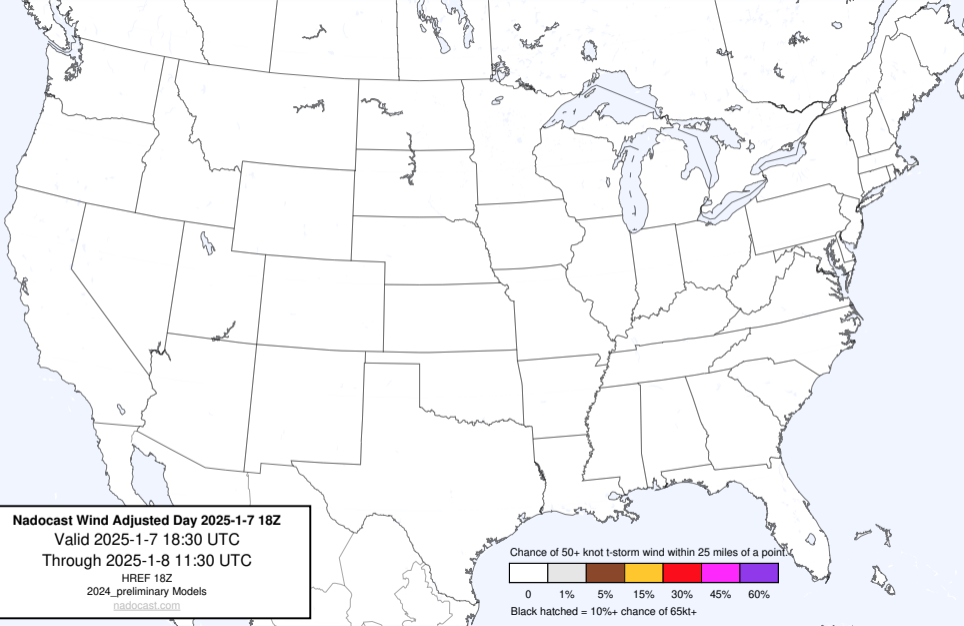 Nadocast Wind Adjusted Day 2025-1-7 18Z
Valid 2025-1-7 18:30 UTC
Through 2025-1-8 11:30 UTC
HREF 18Z
2024_preliminary Models
nadocast.com
Chance of 50+ knot t-storm wind within 25 miles of a point.
0 1% 5% 15% 30% 45% 60%
Black hatched = 10%+ chance of 65kt+